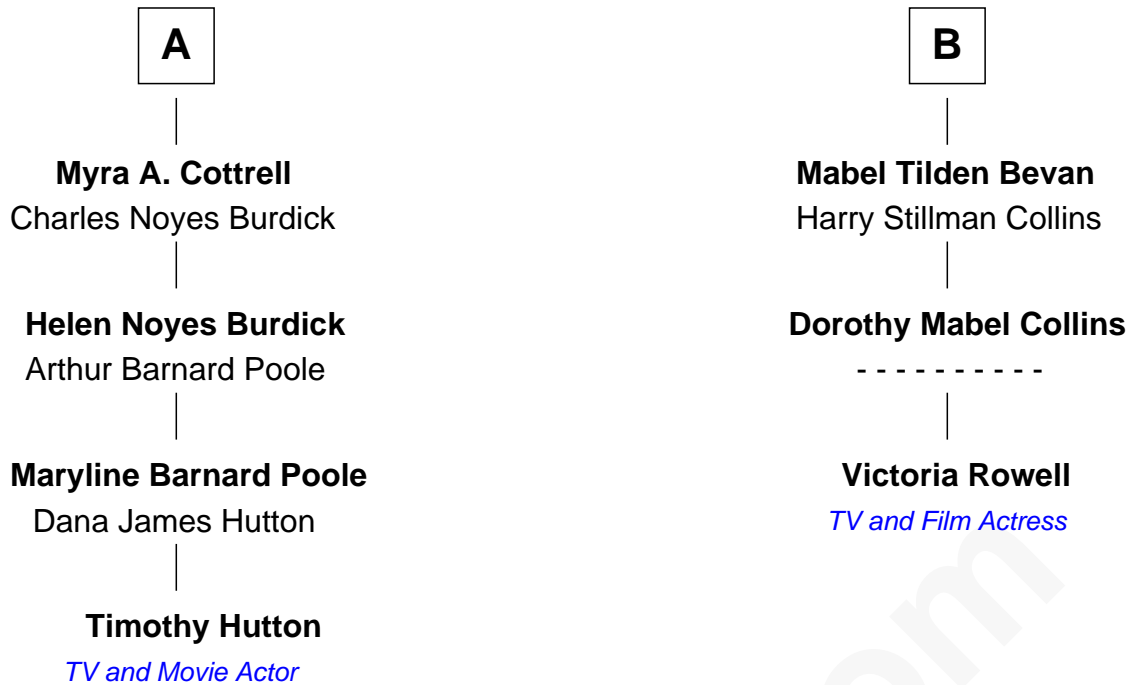 A
Myra A. Cottrell
Charles Noyes Burdick
Helen Noyes Burdick
Arthur Barnard Poole
Maryline Barnard Poole
Dana James Hutton
Timothy Hutton
TV and Movie Actor
B
Mabel Tilden Bevan
Harry Stillman Collins
Dorothy Mabel Collins
- - - - - - - - - -
Victoria Rowell
TV and Film Actress
om